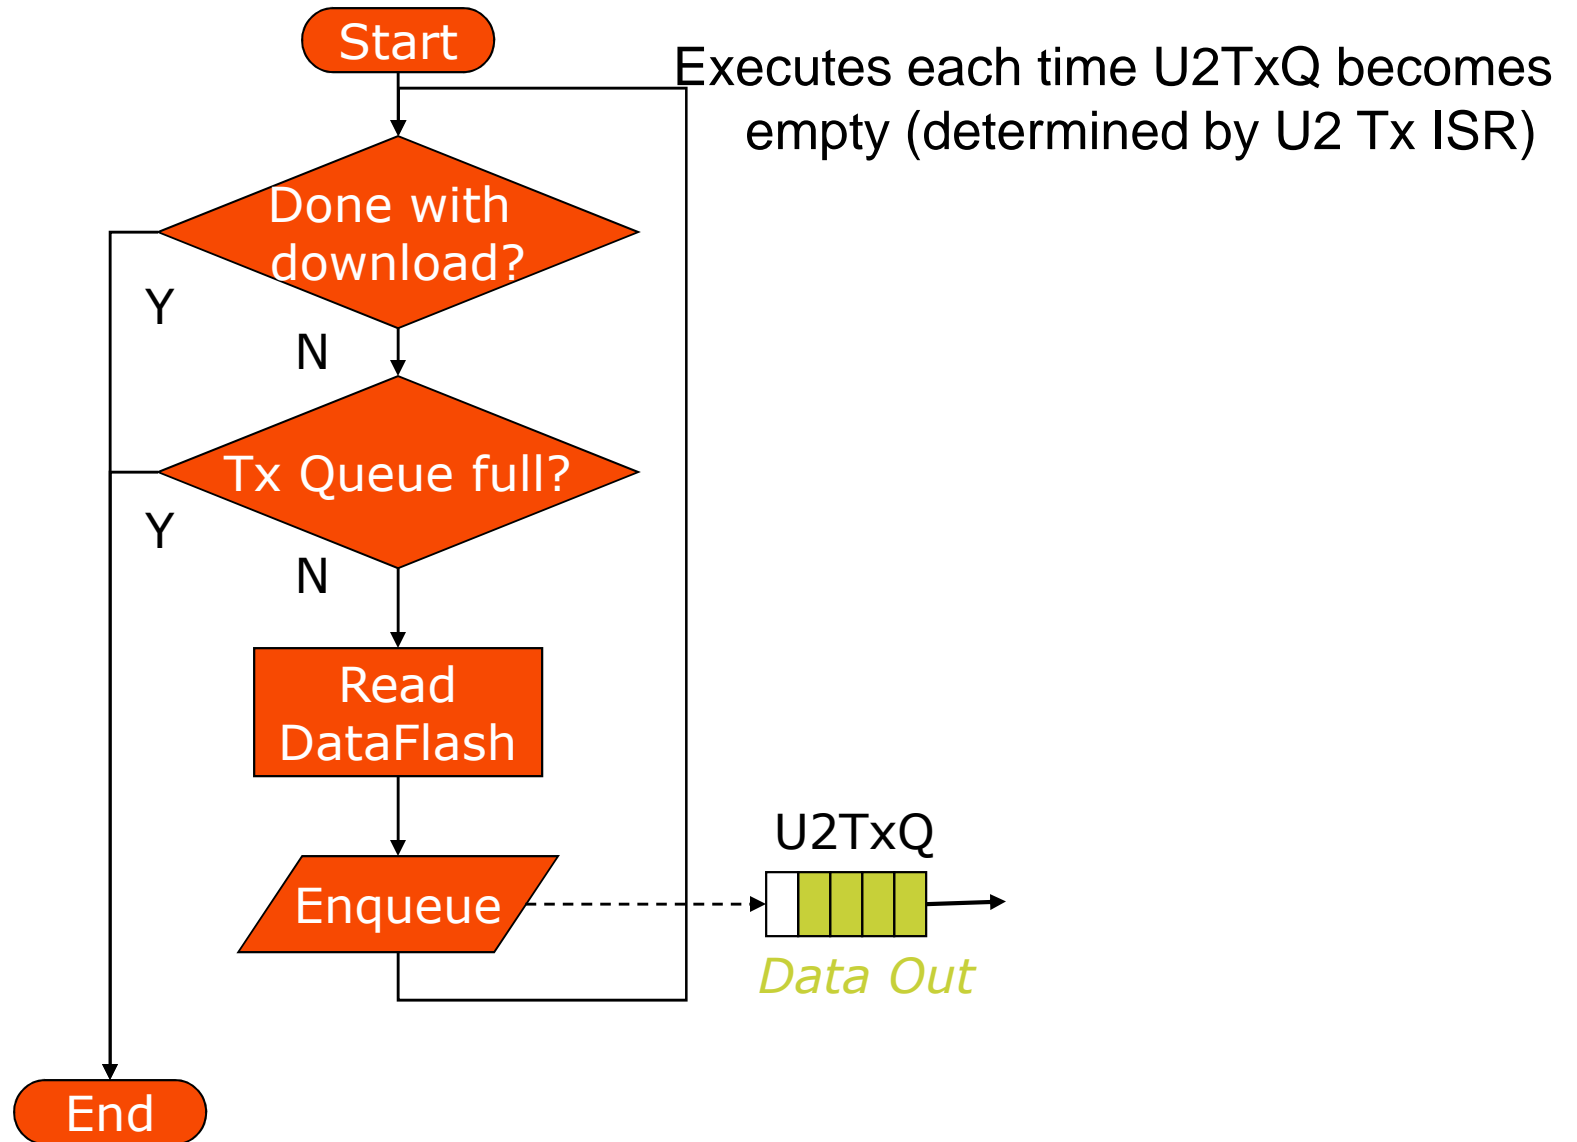 Start
Executes each time U2TxQ becomes
empty (determined by U2 Tx ISR)
Done with
download?
Y
N
Tx Queue full?
Y
N
Read
DataFlash
U2TxQ
Enqueue
Data Out
End